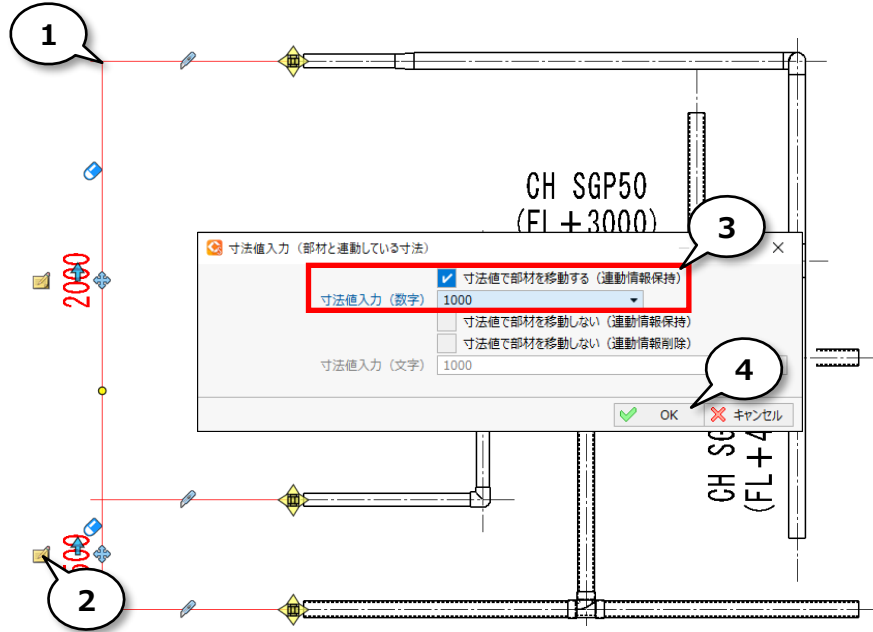 1
CH SGP50
(FL＋3000)
3
寸法値入力（部材と連動している寸法）
寸法値で部材を移動する（連動情報保持）
2000
寸法値入力（数字） 1000
寸法値で部材を移動しない（連動情報保持）
寸法値で部材を移動しない（連動情報削除）
寸法値入力（文字） 1000
4
OK キャンセル
CH
(FL＋
2